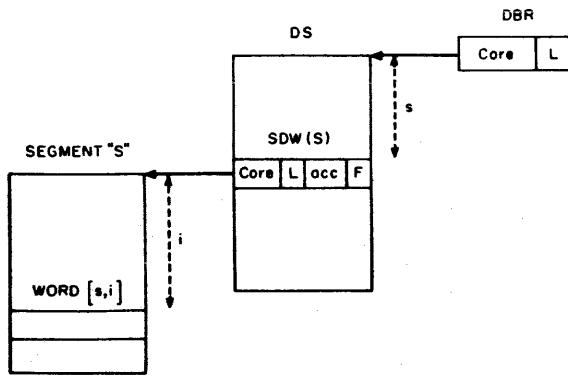 DBR
Core L
DS
s
SDW(S)
Core L acc F
SEGMENT "S"
i
WORD [s,i]